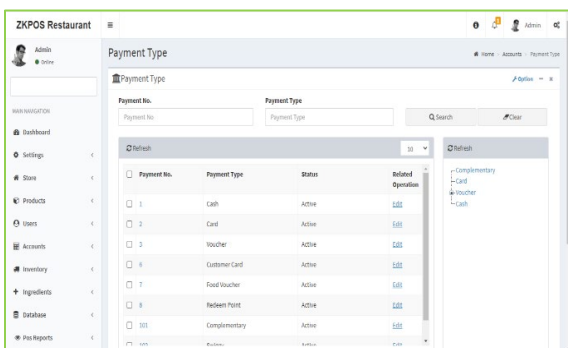 ZKPOS Restaurant
Admin
Admin
Online
Payment Type
Home > Accounts > Payment Type
MAIN NAVIGATION
Dashboard
Settings
Store
Products
Users
Accounts
Inventory
Ingredients
Database
Pos Reports
Payment Type
Option
Payment No.
Payment Type
Payment No
Payment Type
Search
Clear
Refresh
10
Payment No. Payment Type Status Related Operation
1 Cash Active Edit
2 Card Active Edit
3 Voucher Active Edit
6 Customer Card Active Edit
7 Food Voucher Active Edit
8 Redeem Point Active Edit
101 Complementary Active Edit
102 Active Edit
Refresh
Complementary
Card
Voucher
Cash